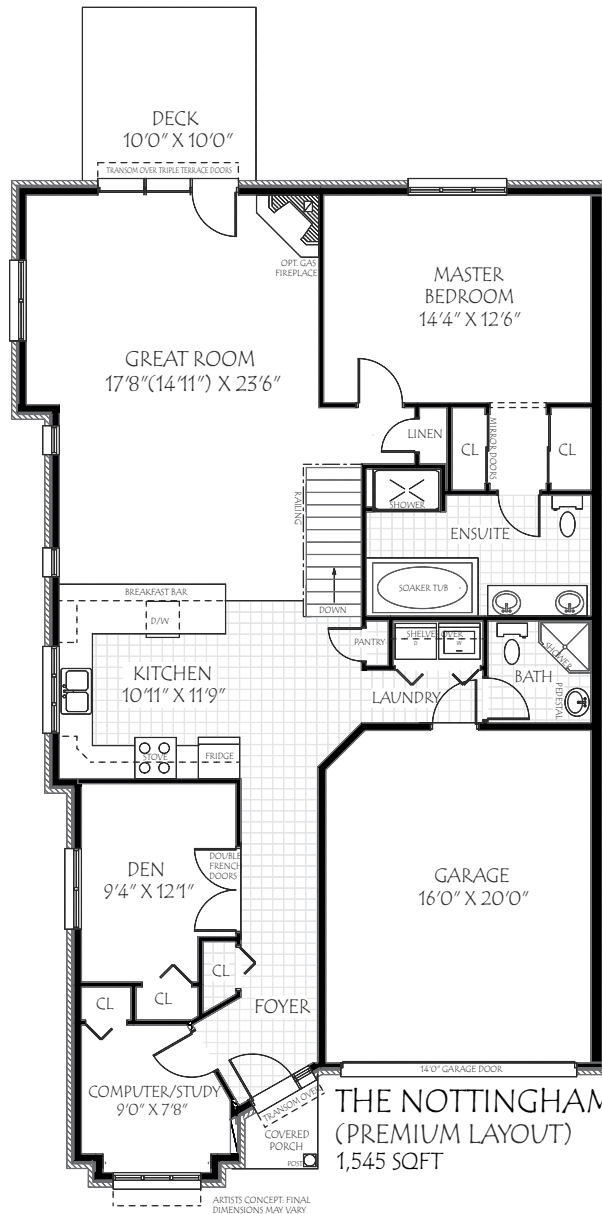 DECK
10'0" X 10'0"
TRANSOM OVER TRIPLE TERRACE DOORS
OPT. GAS
FIREPLACE
MASTER
BEDROOM
14'4" X 12'6"
GREAT ROOM
17'8"(14'11") X 23'6"
LINEN
CL
MIRROR DOORS
CL
SHOWER
RAILING
ENSUITE
SOAKER TUB
BREAKFAST BAR
DOWN
D/W
PANTRY
SHELVES OVER
D
W
SHOWER
KITCHEN
10'11" X 11'9"
LAUNDRY
BATH
PEDESTAL
STOVE
FRIDGE
DEN
9'4" X 12'1"
DOUBLE
FRENCH
DOORS
GARAGE
16'0" X 20'0"
CL
CL
CL
FOYER
14'0" GARAGE DOOR
COMPUTER/STUDY
9'0" X 7'8"
TRANSOM OVER
COVERED
PORCH
POST
THE NOTTINGHAM
(PREMIUM LAYOUT)
1,545 SQFT
ARTISTS CONCEPT: FINAL
DIMENSIONS MAY VARY